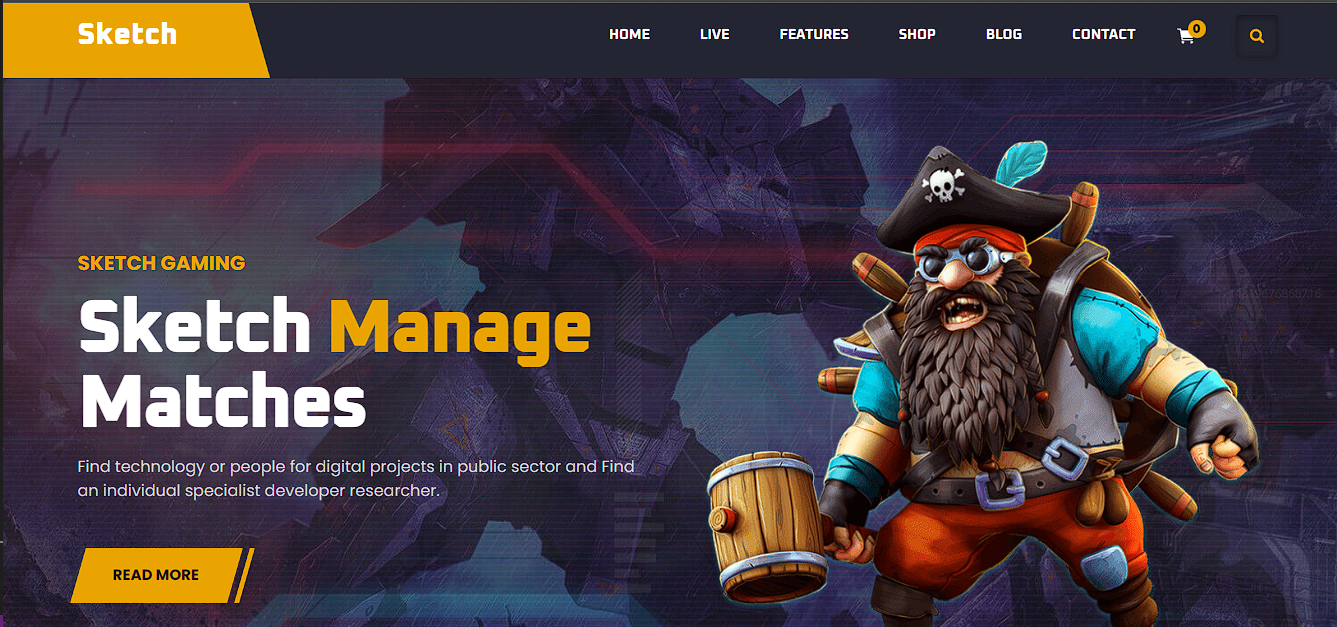 Sketch
HOME LIVE FEATURES SHOP BLOG CONTACT 0
SKETCH GAMING
Sketch Manage
Matches
Find technology or people for digital projects in public sector and Find
an individual specialist developer researcher.
READ MORE